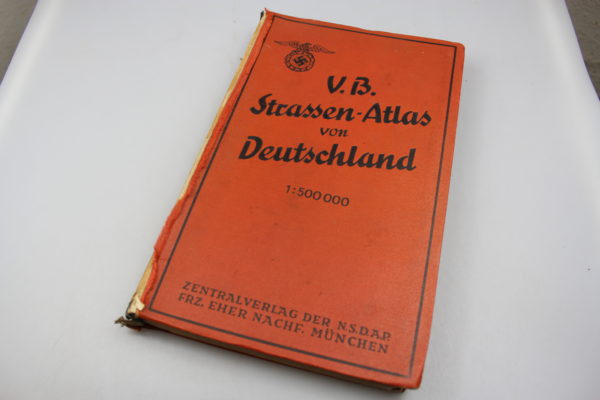 V.B.
Strassen-Atlas
von
Deutschland
1:500 000
ZENTRALVERLAG DER N.S.D.A.P.
FRZ. EHER NACHF. MÜNCHEN